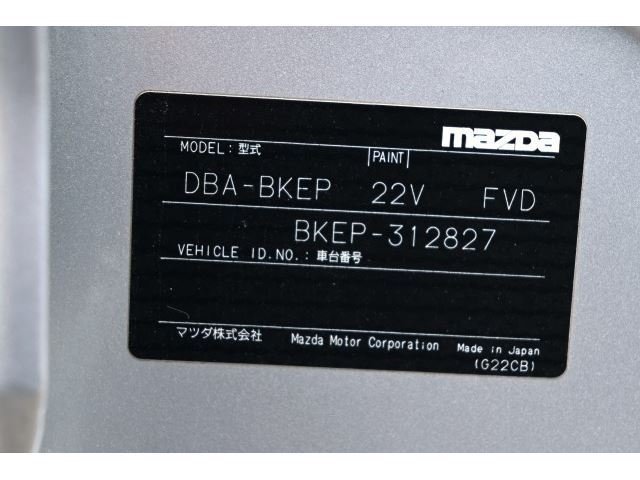 mazda
MODEL: 型式 PAINT
DBA-BKEP 22V FVD
BKEP-312827
VEHICLE ID.NO.: 車台番号
マツダ株式会社 Mazda Motor Corporation Made in Japan
(G22CB)